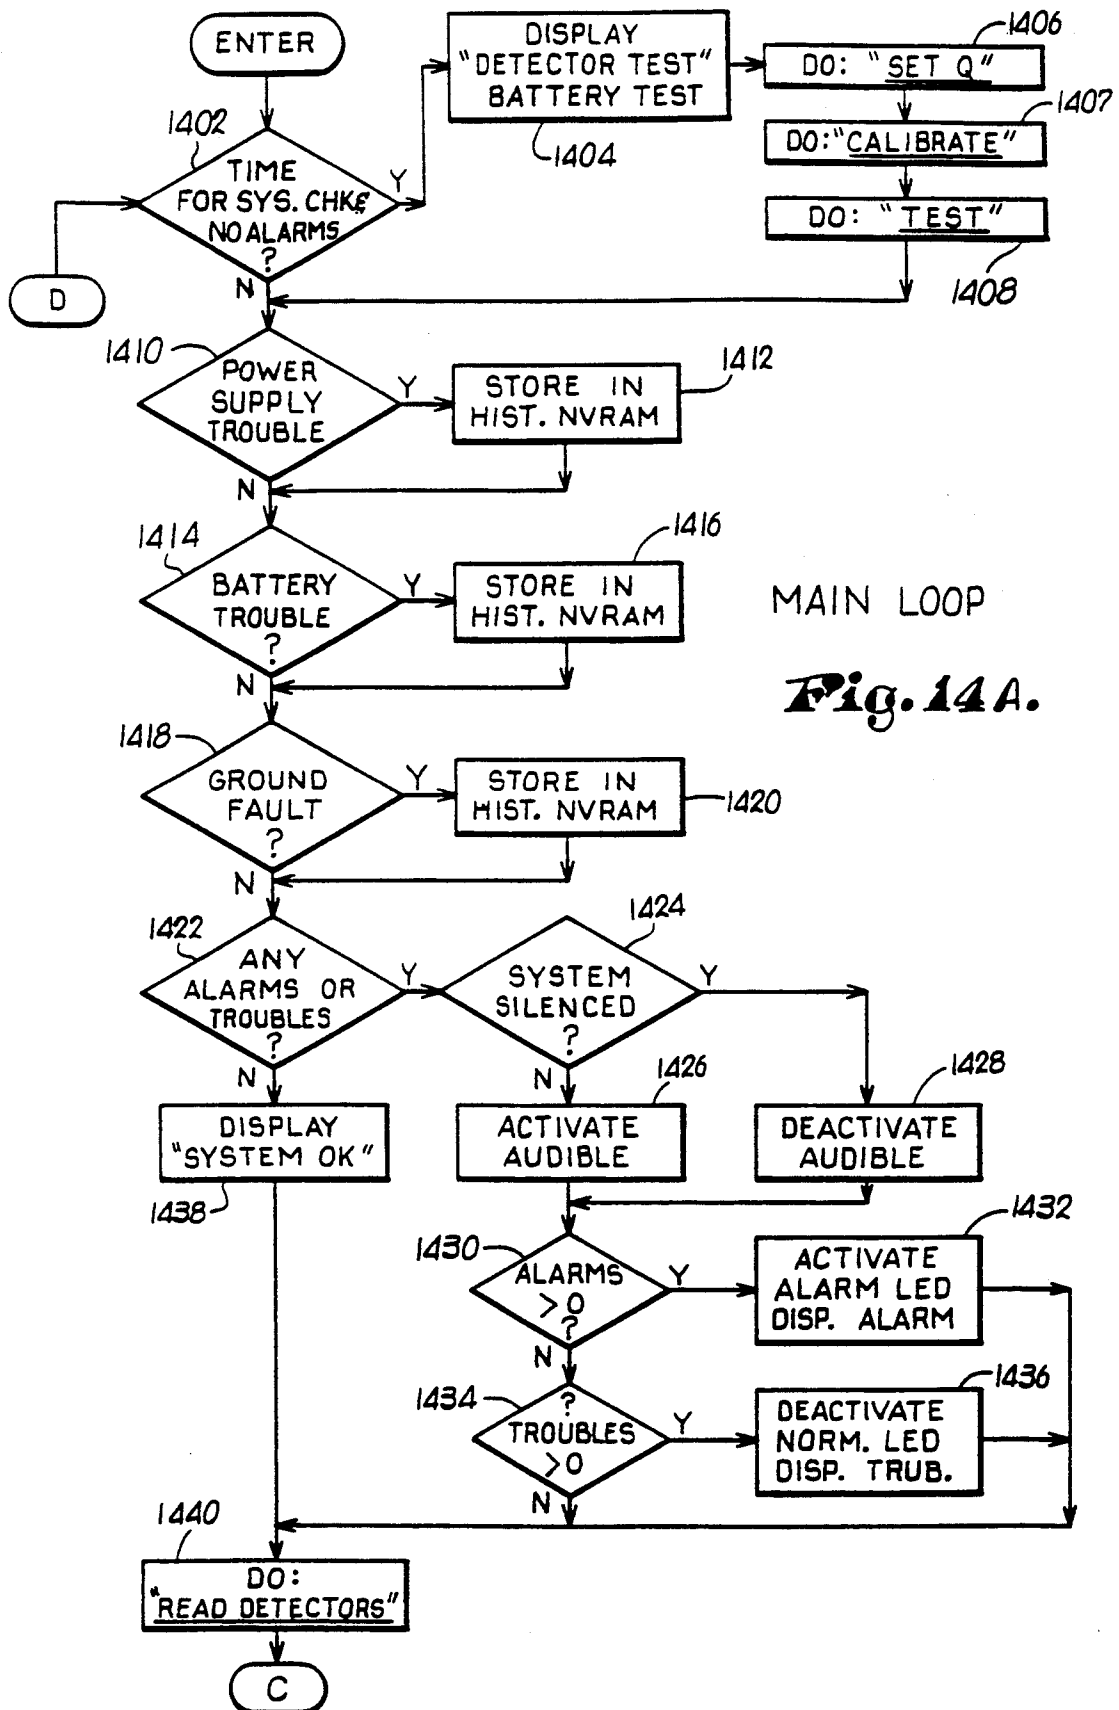 ENTER
1402
TIME
FOR SYS. CHK &
NO ALARMS
?
Y
N
D
DISPLAY
"DETECTOR TEST"
BATTERY TEST
1404
1406
DO: "SET Q"
1407
DO: "CALIBRATE"
DO: "TEST"
1408
1410
POWER
SUPPLY
TROUBLE
Y
N
STORE IN
HIST. NVRAM
1412
1414
BATTERY
TROUBLE
?
Y
N
STORE IN
HIST. NVRAM
1416
MAIN LOOP
Fig. 14A.
1418
GROUND
FAULT
?
Y
N
STORE IN
HIST. NVRAM
1420
1422
ANY
ALARMS OR
TROUBLES
?
Y
N
1424
SYSTEM
SILENCED
?
Y
N
DISPLAY
"SYSTEM OK"
1438
1426
ACTIVATE
AUDIBLE
1428
DEACTIVATE
AUDIBLE
1430
ALARMS
>0
?
Y
N
1432
ACTIVATE
ALARM LED
DISP. ALARM
1434
?
TROUBLES
>0
Y
N
1436
DEACTIVATE
NORM. LED
DISP. TRUB.
1440
DO:
"READ DETECTORS"
C